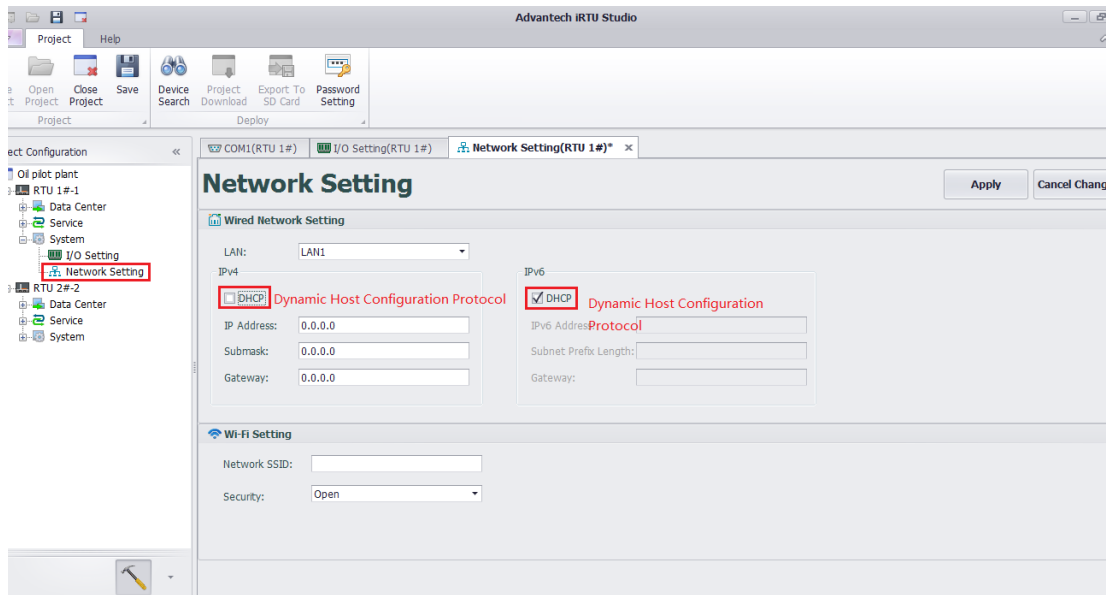 Advantech iRTU Studio
Project Help
Open Project
Close Project
Save
Device Search
Project Download
Export To SD Card
Password Setting
Project
Deploy
ect Configuration «
COM1(RTU 1#)
I/O Setting(RTU 1#)
Network Setting(RTU 1#)* ×
Oil pilot plant
RTU 1#-1
Data Center
Service
System
I/O Setting
Network Setting
RTU 2#-2
Data Center
Service
System
Network Setting
Apply
Cancel Chang
Wired Network Setting
LAN: LAN1
IPv4
DHCP Dynamic Host Configuration Protocol
IP Address: 0.0.0.0
Submask: 0.0.0.0
Gateway: 0.0.0.0
IPv6
DHCP Dynamic Host Configuration
Protocol
IPv6 Address
Subnet Prefix Length:
Gateway:
Wi-Fi Setting
Network SSID:
Security: Open